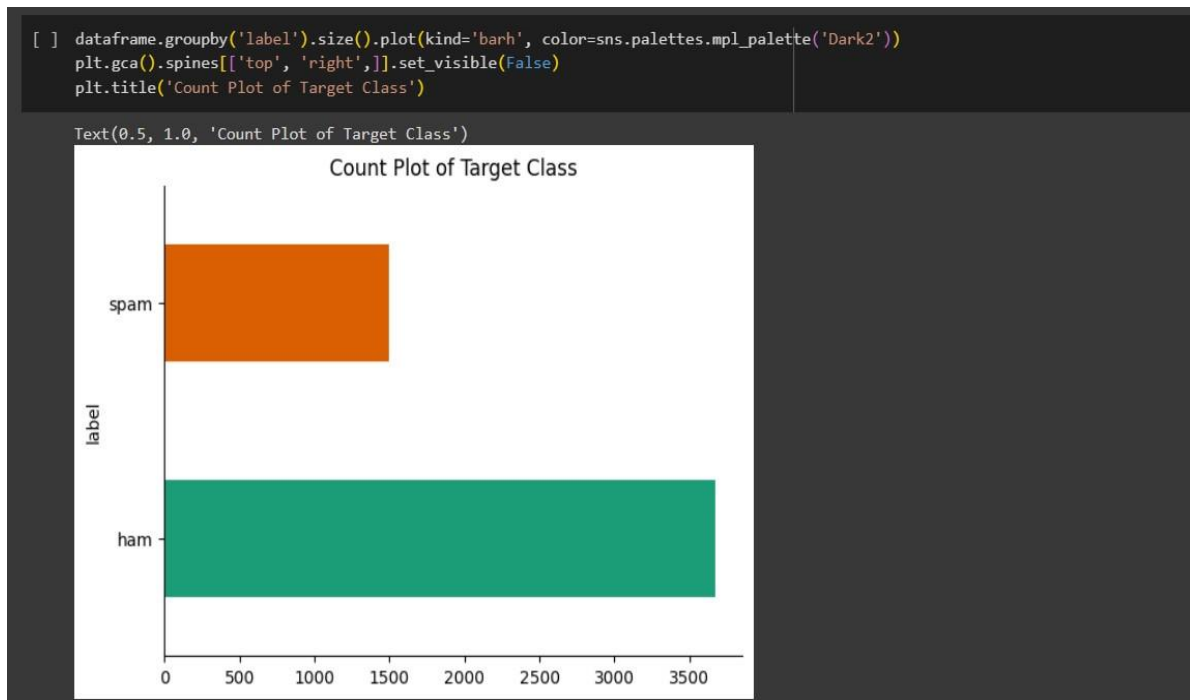 [ ] dataframe.groupby('label').size().plot(kind='barh', color=sns.palettes.mpl_palette('Dark2'))
plt.gca().spines[['top', 'right',]].set_visible(False)
plt.title('Count Plot of Target Class')
Text(0.5, 1.0, 'Count Plot of Target Class')
Count Plot of Target Class
spam
label
ham
0 500 1000 1500 2000 2500 3000 3500